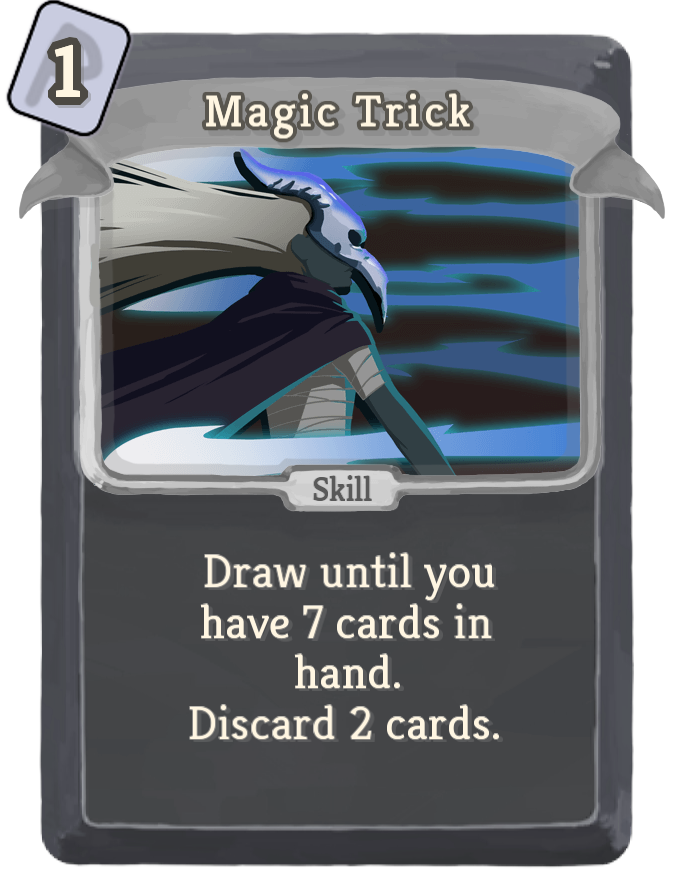 1
Magic Trick
Skill
Draw until you
have 7 cards in
hand.
Discard 2 cards.